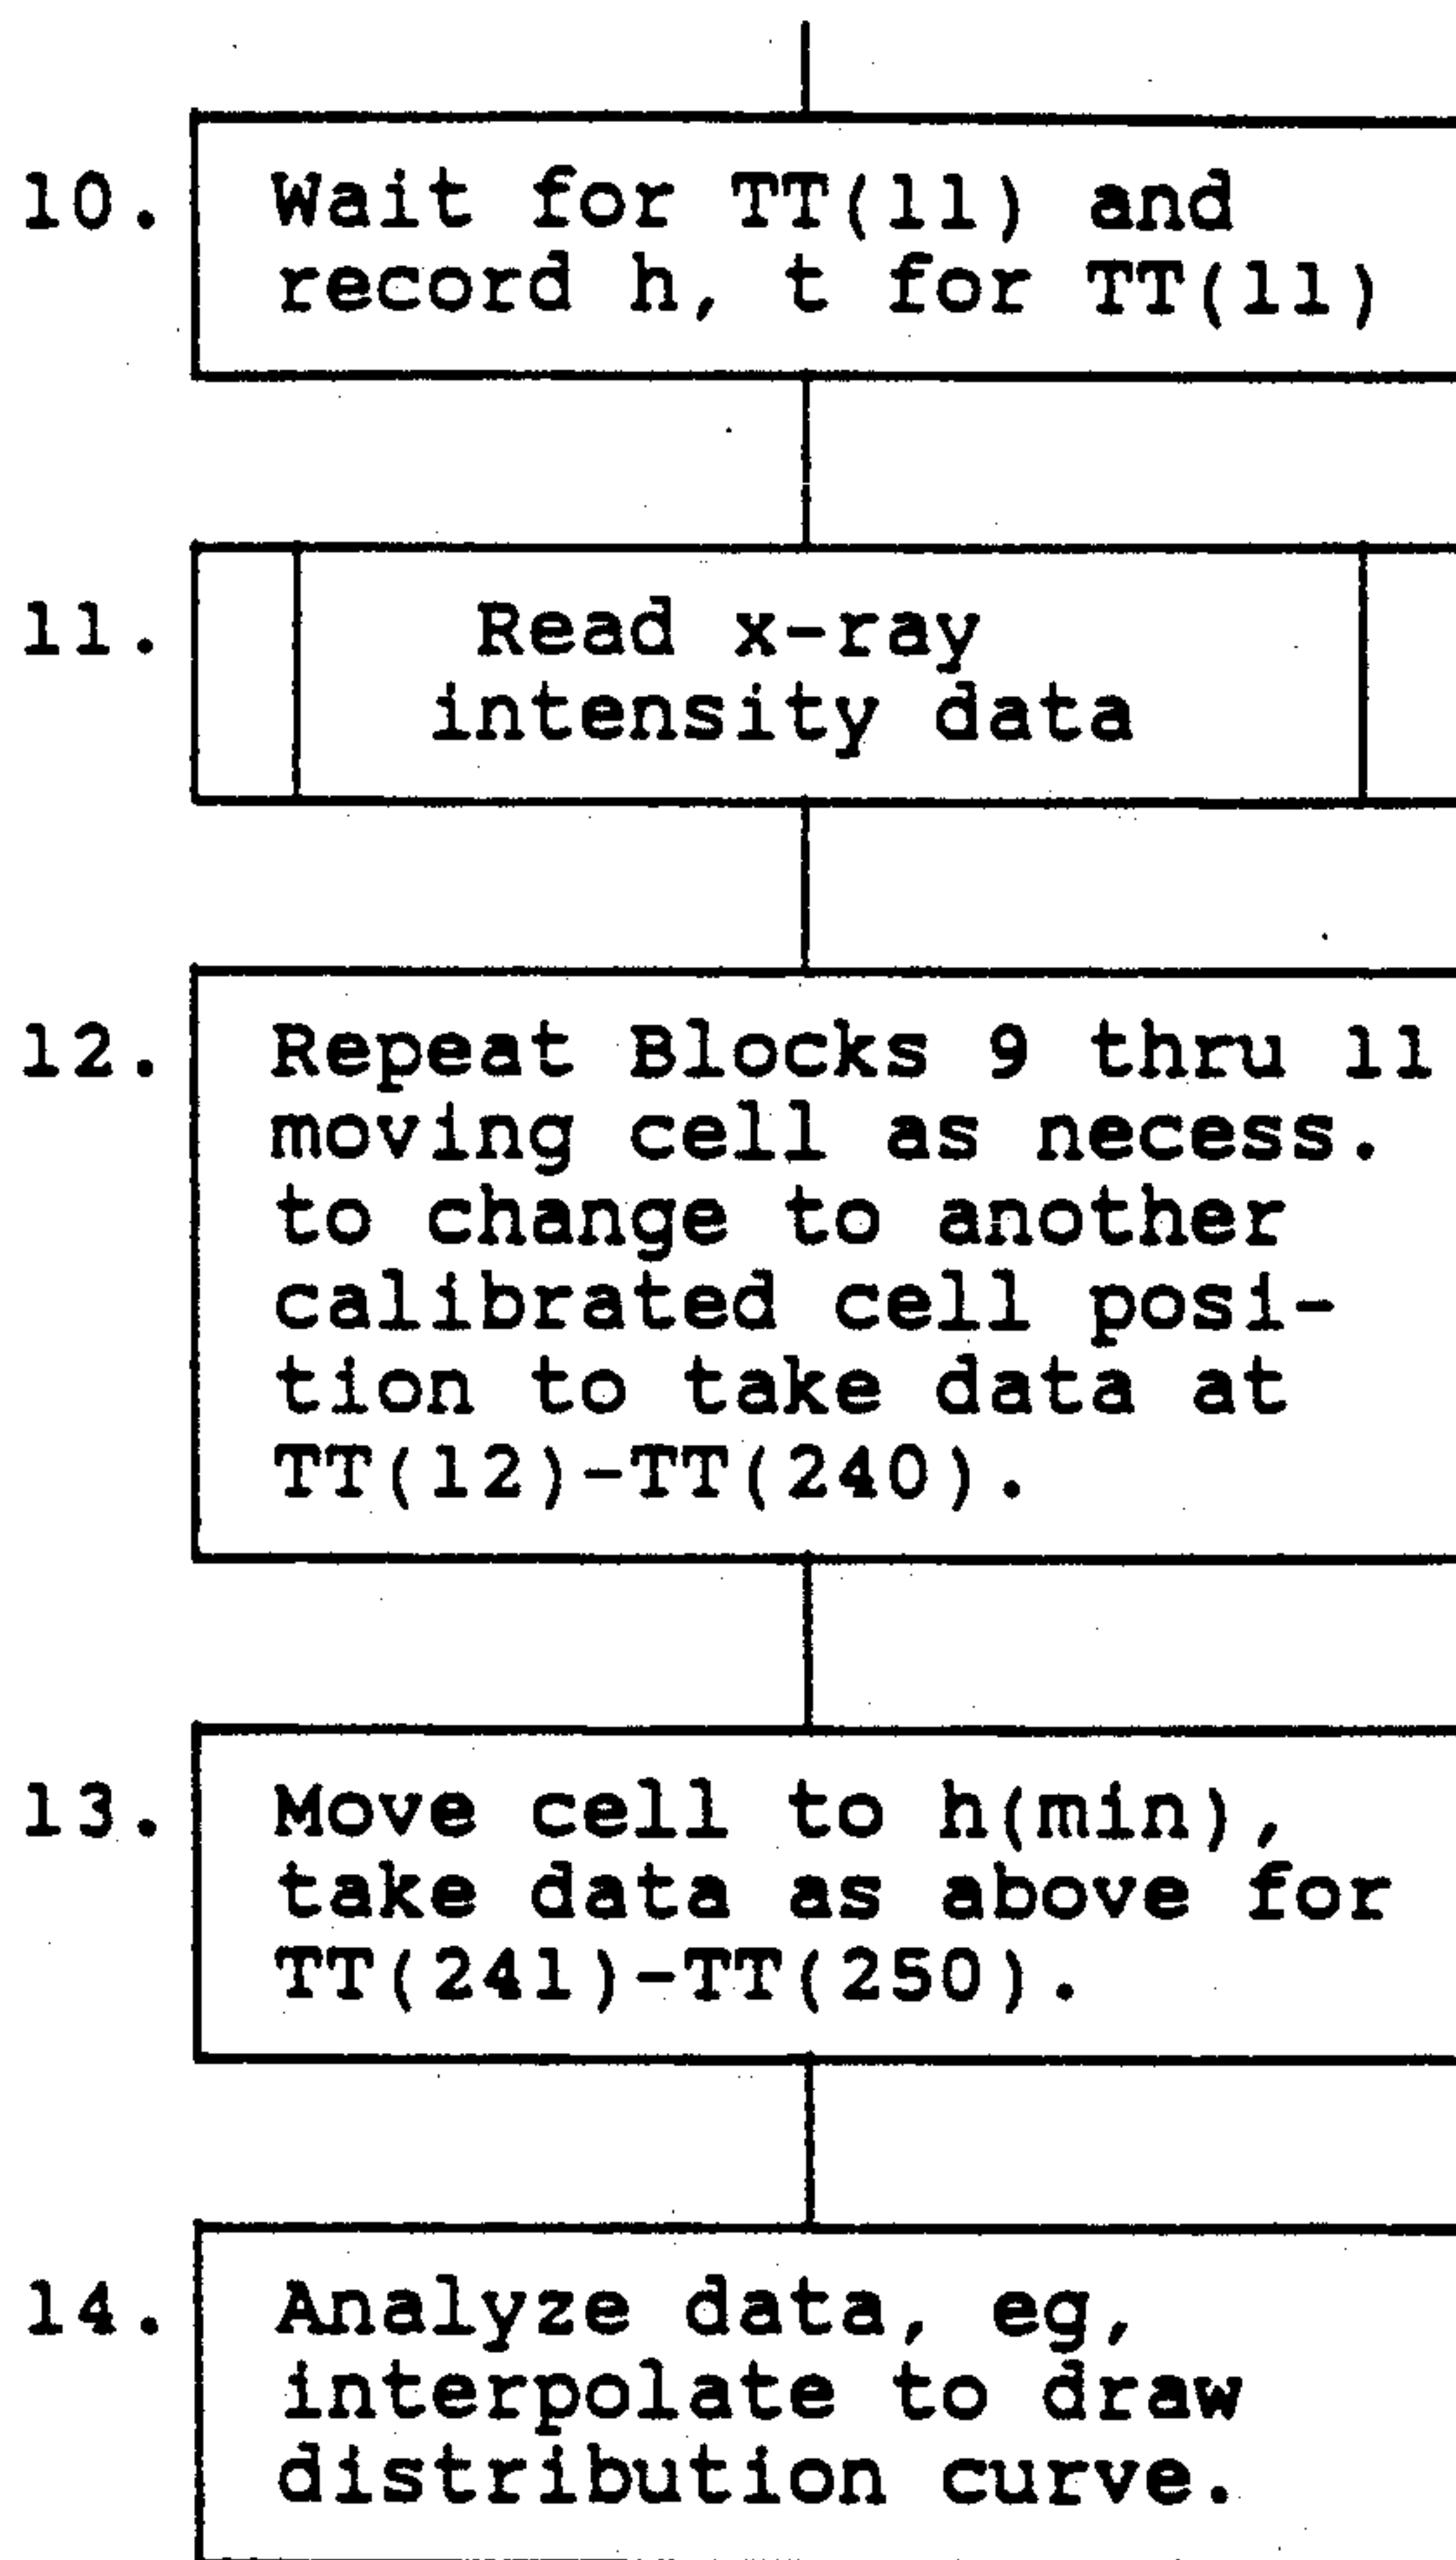 10. Wait for TT(11) and
record h, t for TT(11)
11. Read x-ray
intensity data
12. Repeat Blocks 9 thru 11
moving cell as necess.
to change to another
calibrated cell posi-
tion to take data at
TT(12)-TT(240).
13. Move cell to h(min),
take data as above for
TT(241)-TT(250).
14. Analyze data, eg,
interpolate to draw
distribution curve.